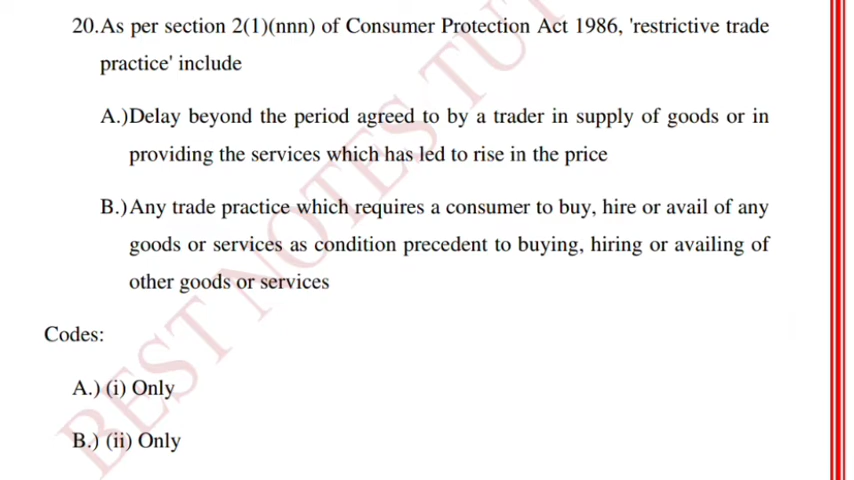 20.As per section 2(1)(nnn) of Consumer Protection Act 1986, 'restrictive trade
practice' include
A.)Delay beyond the period agreed to by a trader in supply of goods or in
providing the services which has led to rise in the price
B.)Any trade practice which requires a consumer to buy, hire or avail of any
goods or services as condition precedent to buying, hiring or availing of
other goods or services
Codes:
A.) (i) Only
B.) (ii) Only
BEST NOTES TUT